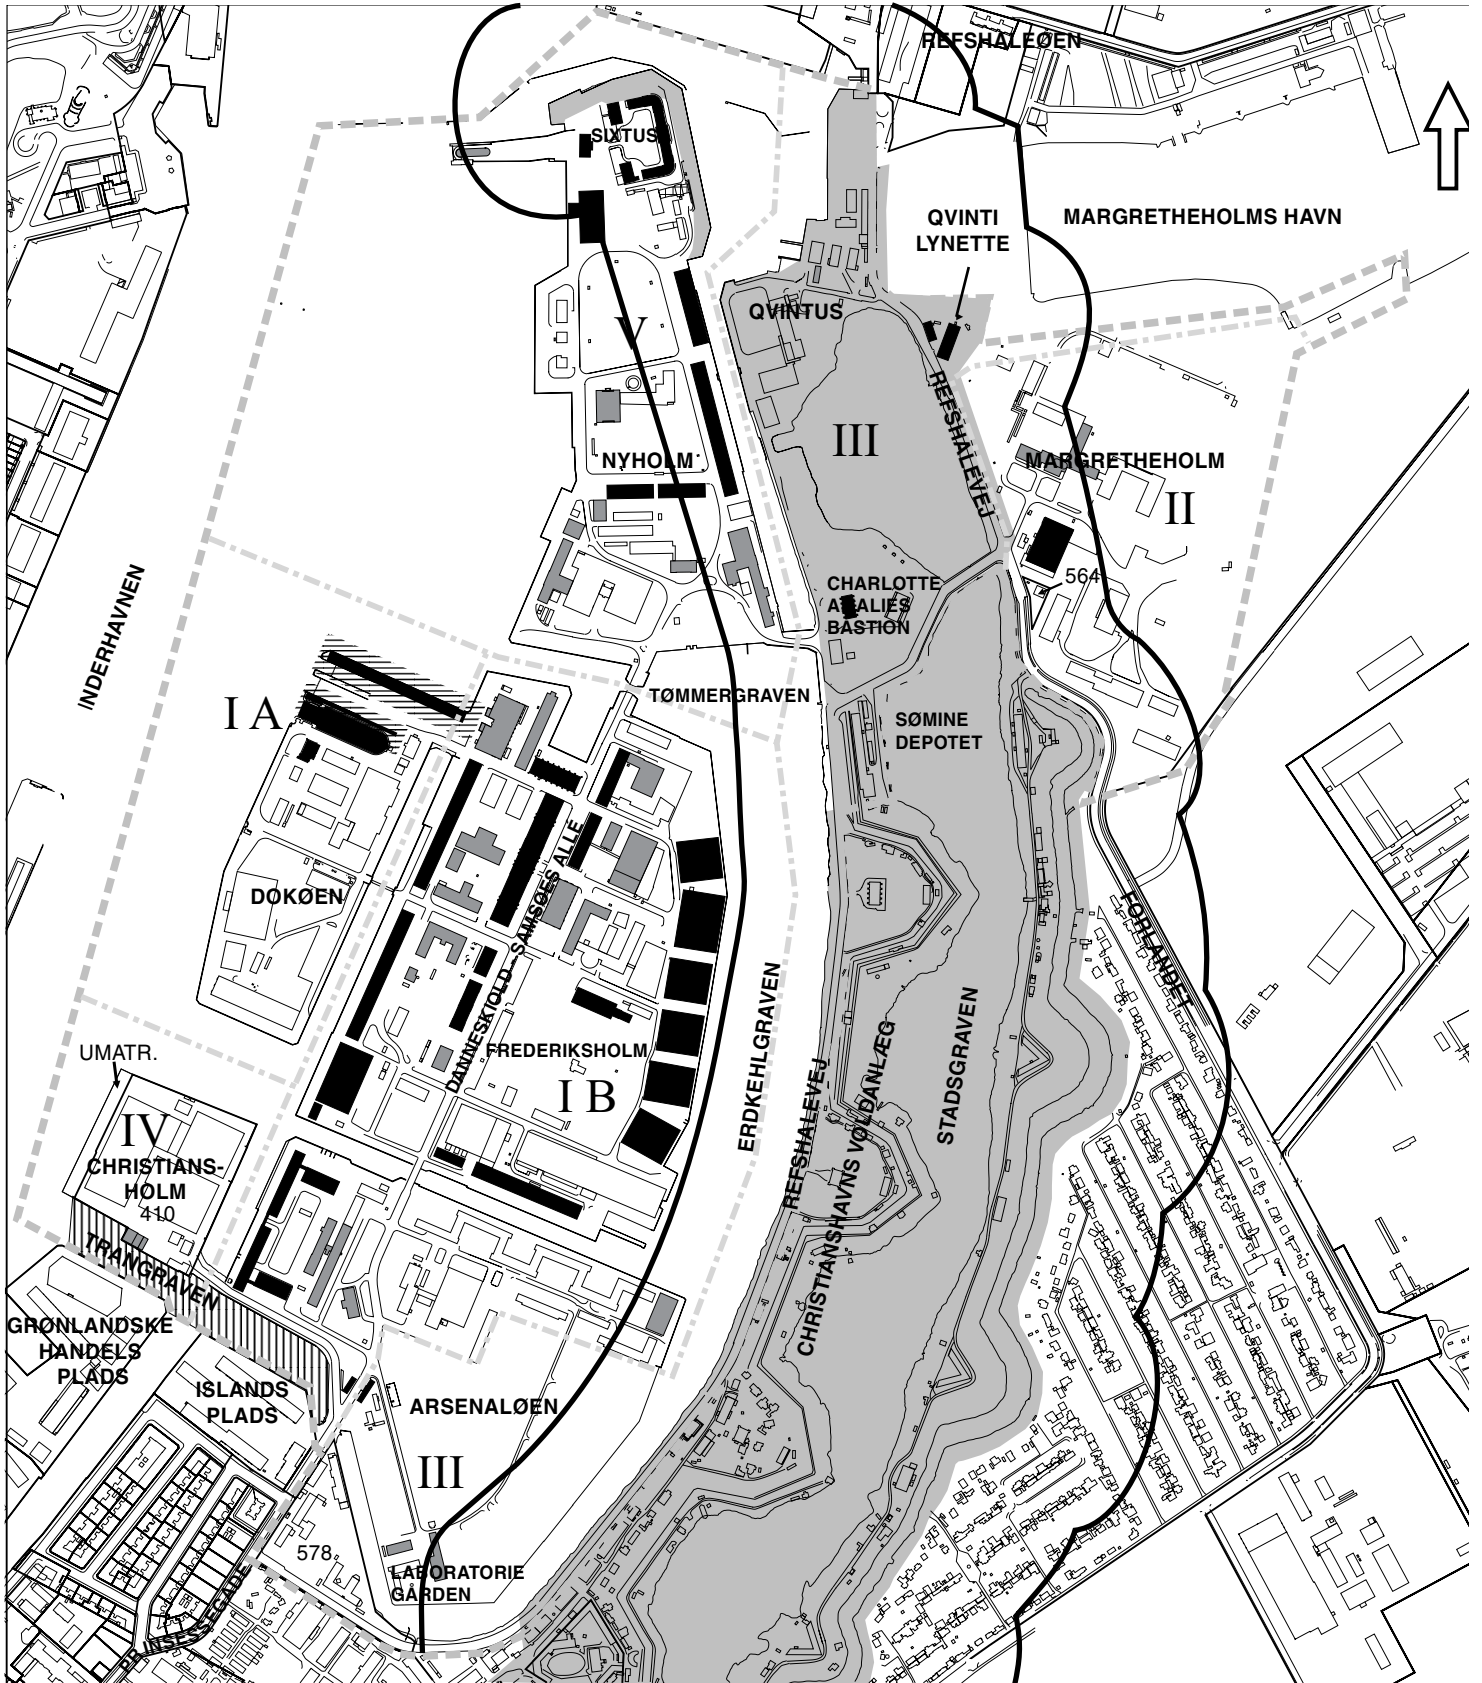 REFSHALEØEN
SIXTUS
QVINTI
LYNETTE
MARGRETHEHOLMS HAVN
QVINTUS
V
REFSHALEVEJ
III
NYHOLM
MARGRETHEHOLM
II
564
CHARLOTTE
AMALIES
BASTION
INDERHAVNEN
TØMMERGRAVEN
I A
SØMINE
DEPOTET
DOKØEN
DANNESKIOLD - SAMSØES ALLÉ
FORLANDET
ERDKEHLGRAVEN
STADSGRAVEN
UMATR.
FREDERIKSHOLM
I B
REFSHALEVEJ
CHRISTIANSHAVNS VOLDANLÆG
IV
CHRISTIANS-
HOLM
410
TRANGRAVEN
GRØNLANDSKE
HANDELS
PLADS
ISLANDS
PLADS
ARSENALØEN
III
578
LABORATORIE
GÅRDEN
PRINSESSEGADE